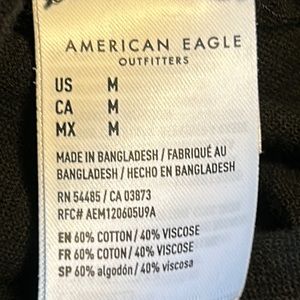 AMERICAN EAGLE
OUTFITTERS
US M
CA M
MX M
MADE IN BANGLADESH / FABRIQUÉ AU
BANGLADESH / HECHO EN BANGLADESH
RN 54485 / CA 03873
RFC# AEM120605U9A
EN 60% COTTON / 40% VISCOSE
FR 60% COTON / 40% VISCOSE
SP 60% algodón / 40% viscosa